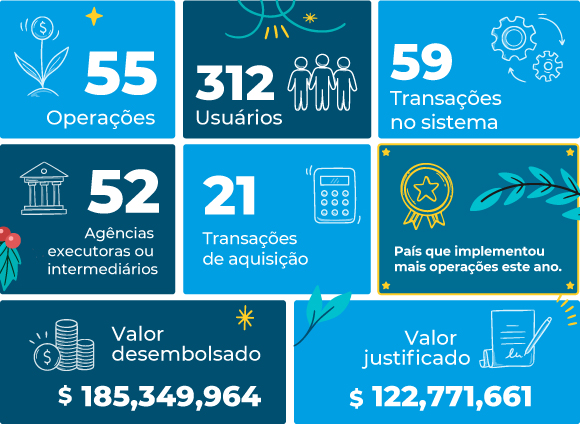 55
Operações
312
Usuários
59
Transações
no sistema
52
Agências
executoras ou
intermediários
21
Transações
de aquisição
País que implementou
mais operações este ano.
Valor
desembolsado
$ 185,349,964
Valor
justificado
$ 122,771,661